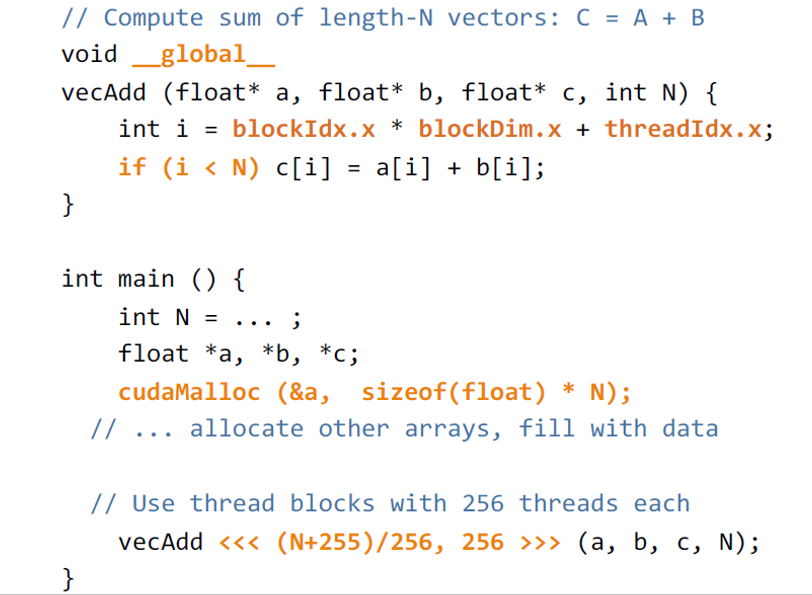 // Compute sum of length-N vectors: C = A + B
void __global__
vecAdd (float* a, float* b, float* c, int N) {
    int i = blockIdx.x * blockDim.x + threadIdx.x;
    if (i < N) c[i] = a[i] + b[i];
}

int main () {
    int N = ... ;
    float *a, *b, *c;
    cudaMalloc (&a,  sizeof(float) * N);
  // ... allocate other arrays, fill with data

  // Use thread blocks with 256 threads each
    vecAdd <<< (N+255)/256, 256 >>> (a, b, c, N);
}